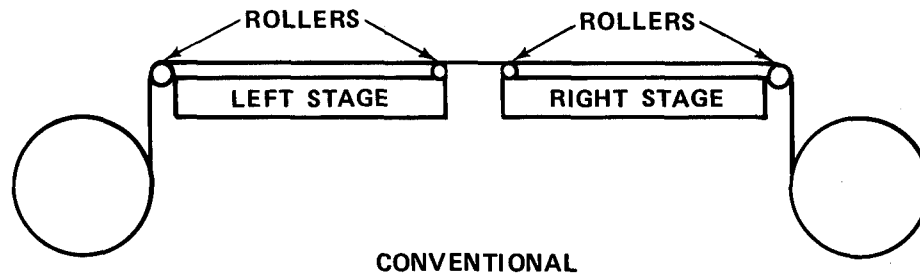 ROLLERS
ROLLERS
LEFT STAGE
RIGHT STAGE
CONVENTIONAL